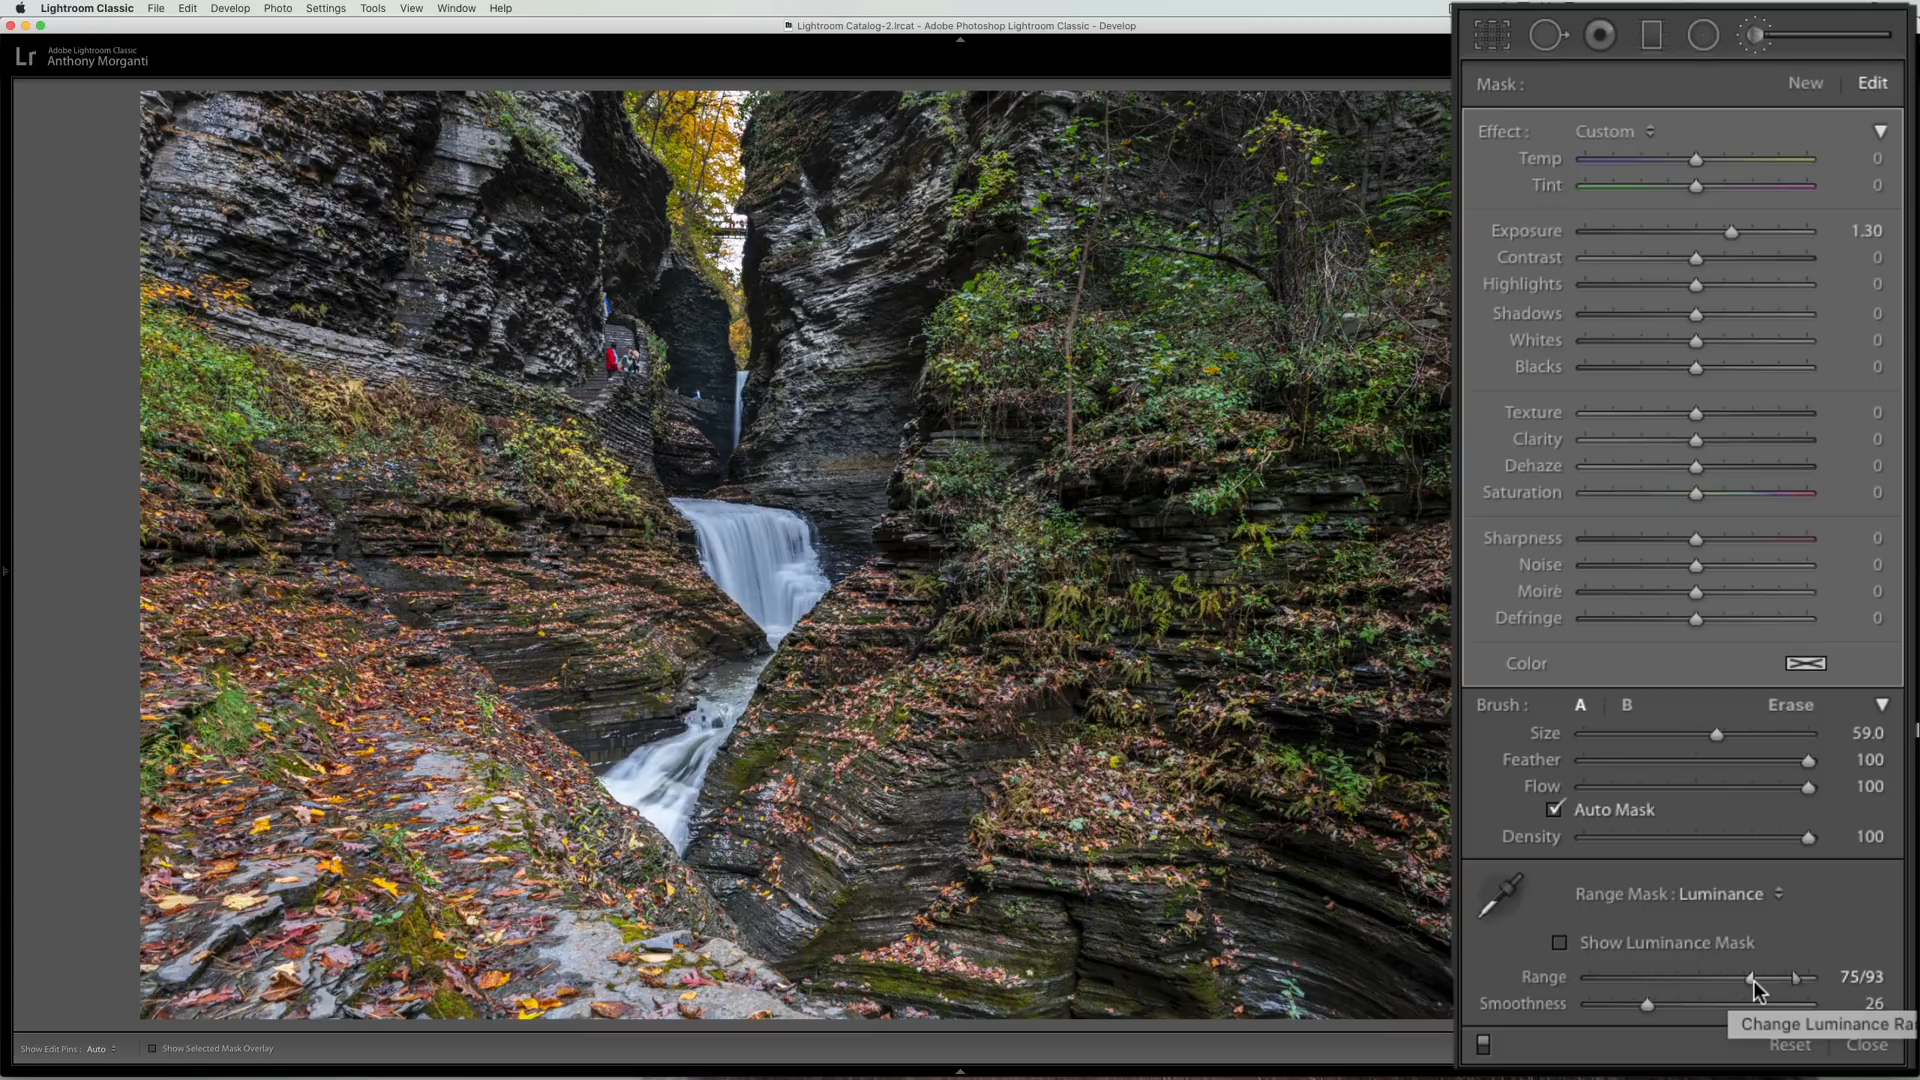 Lightroom Classic File Edit Develop Photo Settings Tools View Window Help
Lightroom Catalog-2.lrcat - Adobe Photoshop Lightroom Classic - Develop
Lr
Adobe Lightroom Classic
Anthony Morganti
Mask : New Edit
Effect : Custom
Temp 0
Tint 0
Exposure 1.30
Contrast 0
Highlights 0
Shadows 0
Whites 0
Blacks 0
Texture 0
Clarity 0
Dehaze 0
Saturation 0
Sharpness 0
Noise 0
Moiré 0
Defringe 0
Color
Brush : A B Erase
Size 59.0
Feather 100
Flow 100
Auto Mask
Density 100
Range Mask : Luminance
Show Luminance Mask
Range 75/93
Smoothness 26
Change Luminance Ra
Reset Close
Show Edit Pins : Auto Show Selected Mask Overlay